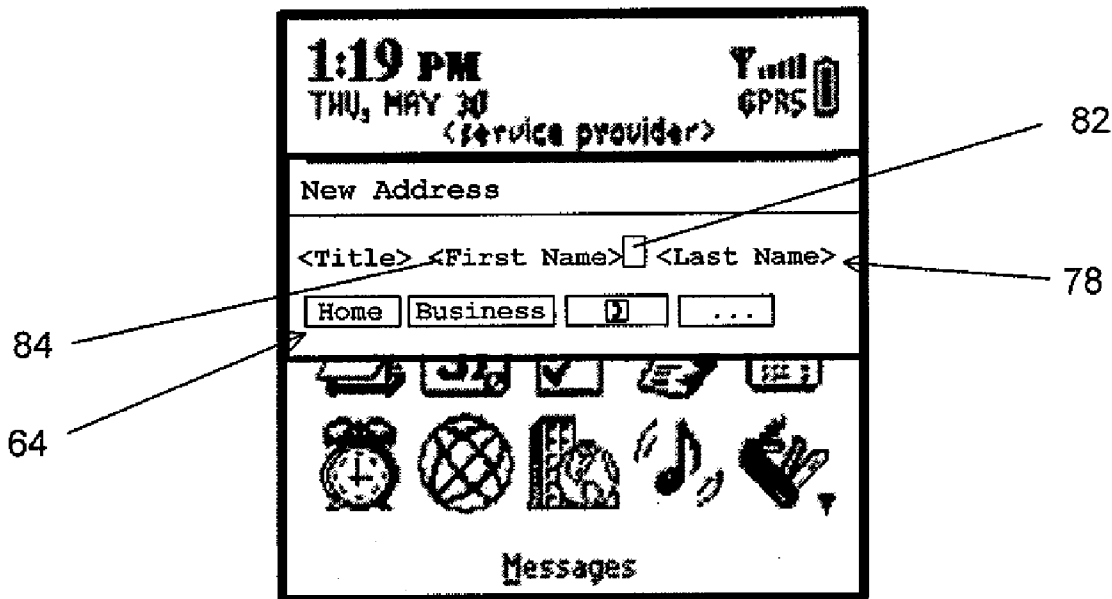 1:19 PM
THU, MAY 30
GPRS
<service provider>
82
New Address
<Title> <First Name> <Last Name>
78
Home Business ...
84
31
64
Messages